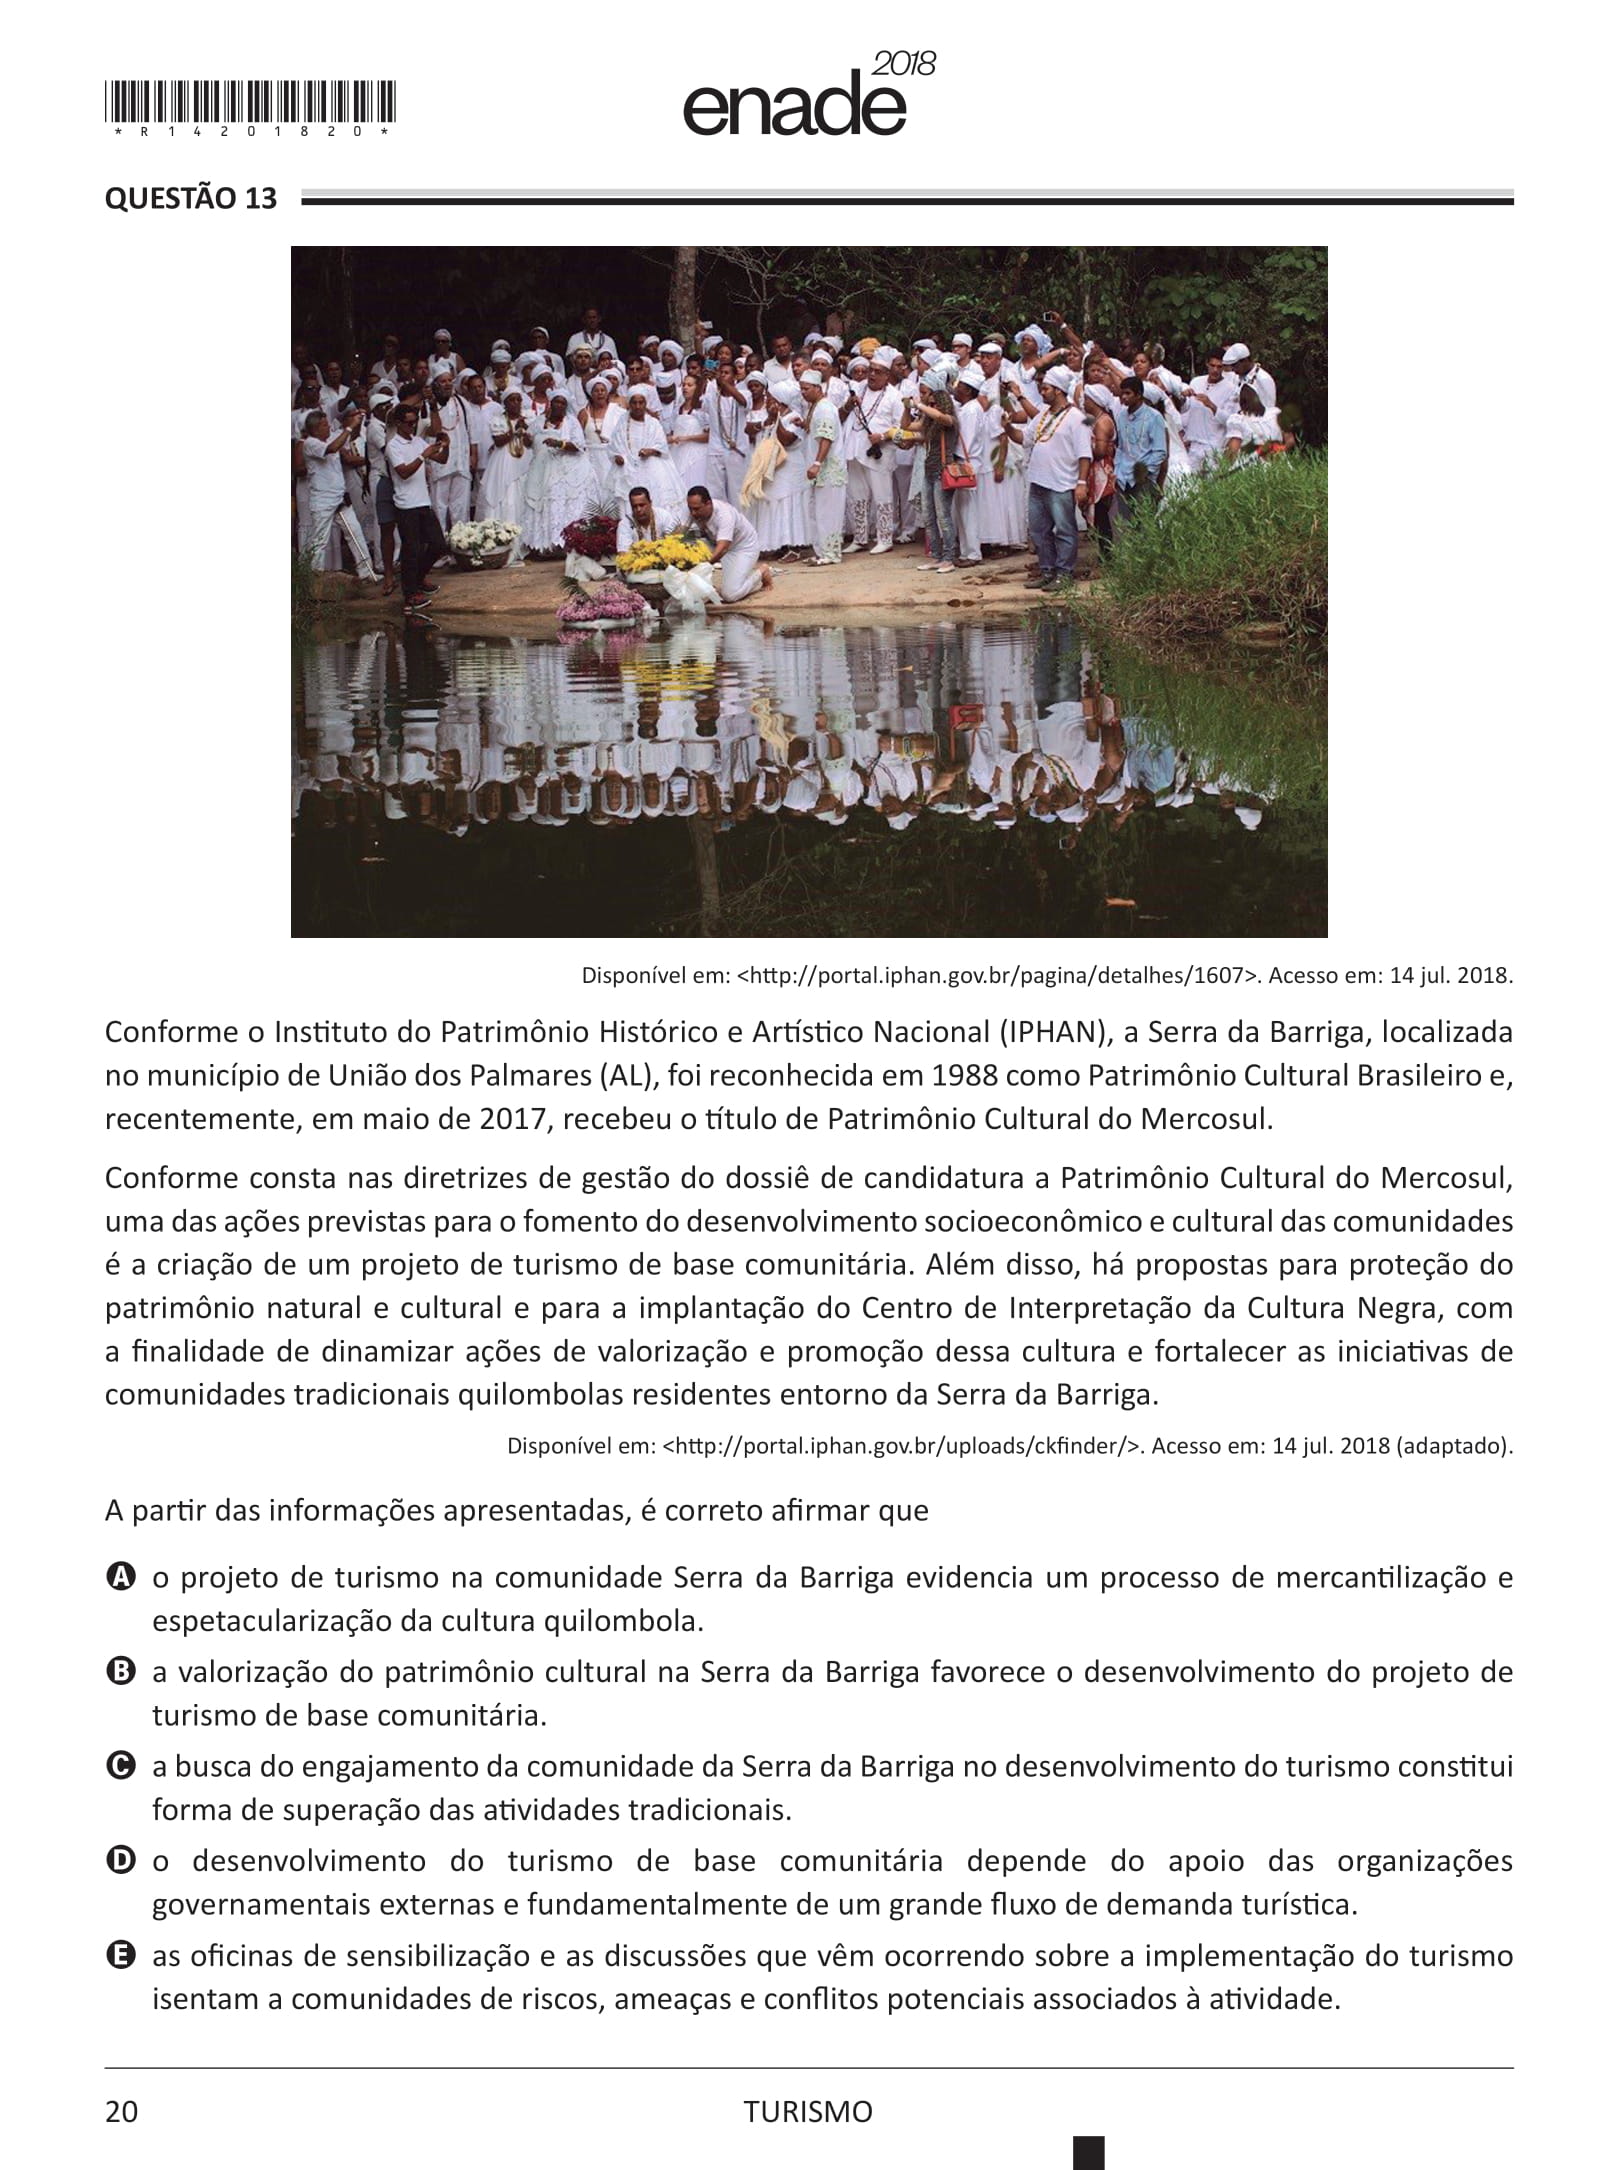 enade 2018
*R14201820*
QUESTÃO 13
Disponível em: <http://portal.iphan.gov.br/pagina/detalhes/1607>. Acesso em: 14 jul. 2018.
Conforme o Instituto do Patrimônio Histórico e Artístico Nacional (IPHAN), a Serra da Barriga, localizada
no município de União dos Palmares (AL), foi reconhecida em 1988 como Patrimônio Cultural Brasileiro e,
recentemente, em maio de 2017, recebeu o título de Patrimônio Cultural do Mercosul.
Conforme consta nas diretrizes de gestão do dossiê de candidatura a Patrimônio Cultural do Mercosul,
uma das ações previstas para o fomento do desenvolvimento socioeconômico e cultural das comunidades
é a criação de um projeto de turismo de base comunitária. Além disso, há propostas para proteção do
patrimônio natural e cultural e para a implantação do Centro de Interpretação da Cultura Negra, com
a finalidade de dinamizar ações de valorização e promoção dessa cultura e fortalecer as iniciativas de
comunidades tradicionais quilombolas residentes entorno da Serra da Barriga.
Disponível em: <http://portal.iphan.gov.br/uploads/ckfinder/>. Acesso em: 14 jul. 2018 (adaptado).
A partir das informações apresentadas, é correto afirmar que
A o projeto de turismo na comunidade Serra da Barriga evidencia um processo de mercantilização e
espetacularização da cultura quilombola.
B a valorização do patrimônio cultural na Serra da Barriga favorece o desenvolvimento do projeto de
turismo de base comunitária.
C a busca do engajamento da comunidade da Serra da Barriga no desenvolvimento do turismo constitui
forma de superação das atividades tradicionais.
D o desenvolvimento do turismo de base comunitária depende do apoio das organizações
governamentais externas e fundamentalmente de um grande fluxo de demanda turística.
E as oficinas de sensibilização e as discussões que vêm ocorrendo sobre a implementação do turismo
isentam a comunidades de riscos, ameaças e conflitos potenciais associados à atividade.
20
TURISMO